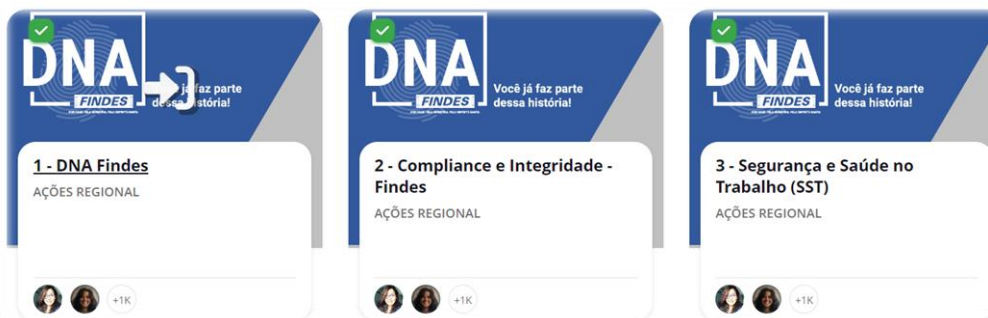 DNA
FINDES
já faz parte
dessa história!
DNA
FINDES
Você já faz parte
dessa história!
DNA
FINDES
Você já faz parte
dessa história!
1 - DNA Findes
AÇÕES REGIONAL
+1K
2 - Compliance e Integridade -
Findes
AÇÕES REGIONAL
+1K
3 - Segurança e Saúde no
Trabalho (SST)
AÇÕES REGIONAL
+1K